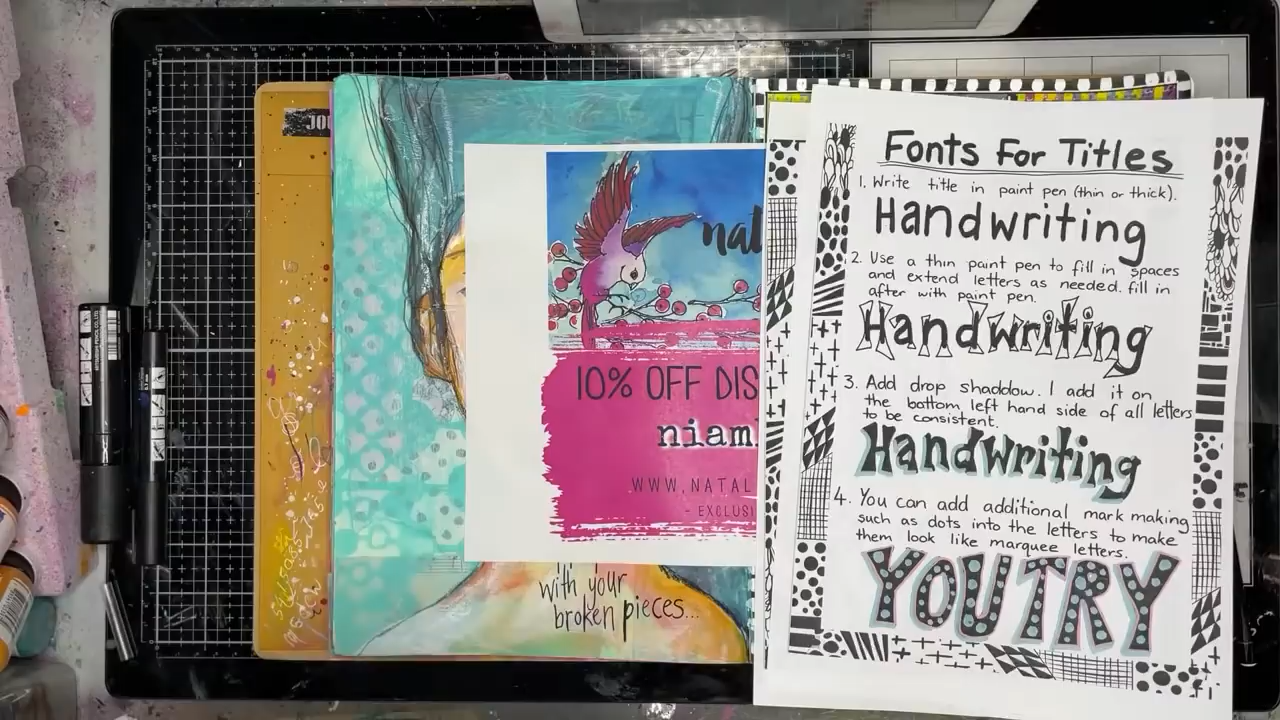 JOU
with your
broken pieces...
nat
10% OFF DIS
niam
WWW.NATAL
- EXCLUSI
Fonts For Titles
1. Write title in paint pen (thin or thick).
Handwriting
2. Use a thin paint pen to fill in spaces
and extend letters as needed. fill in
after with paint pen.
Handwriting
3. Add drop shaddow. I add it on
the bottom left hand side of all letters
to be consistent.
Handwriting
4. You can add additional mark making
such as dots into the letters to make
them look like marquee letters.
YOU TRY